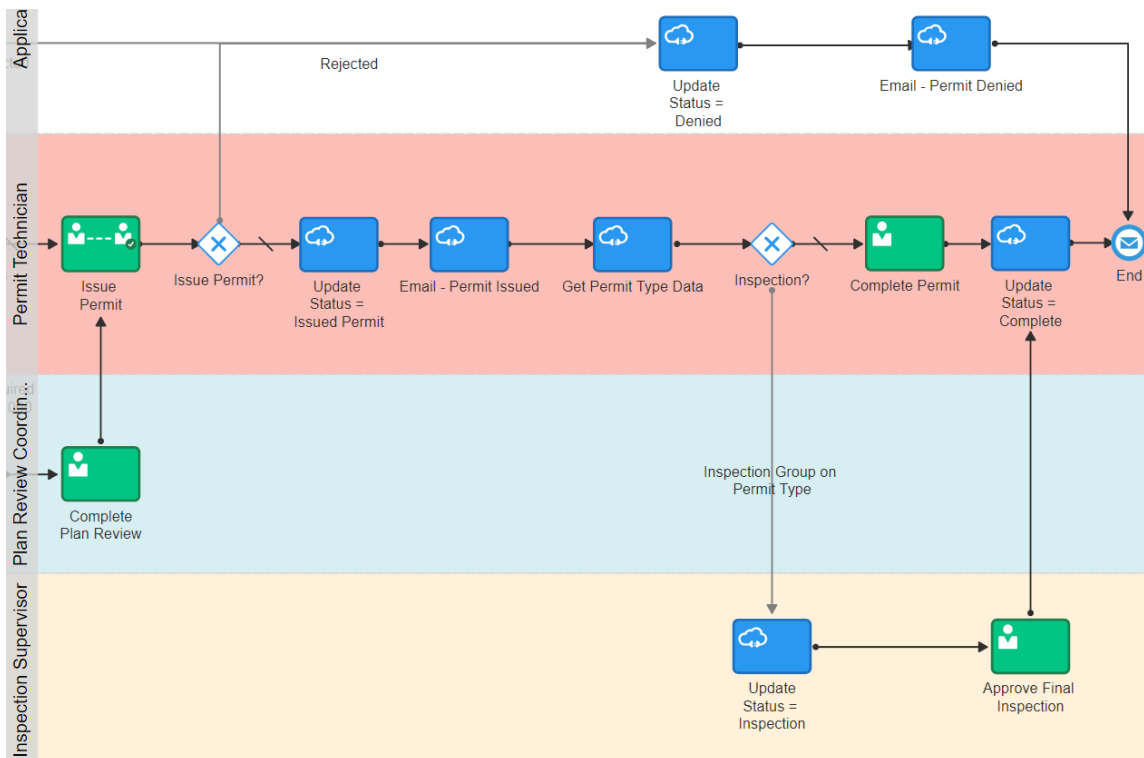 Applica
Rejected
Update
Status =
Denied
Email - Permit Denied
Permit Technician
Issue
Permit
Issue Permit?
Update
Status =
Issued Permit
Email - Permit Issued
Get Permit Type Data
Inspection?
Complete Permit
Update
Status =
Complete
End
Plan Review Coordin...
uired
Complete
Plan Review
Inspection Group on
Permit Type
Inspection Supervisor
Update
Status =
Inspection
Approve Final
Inspection